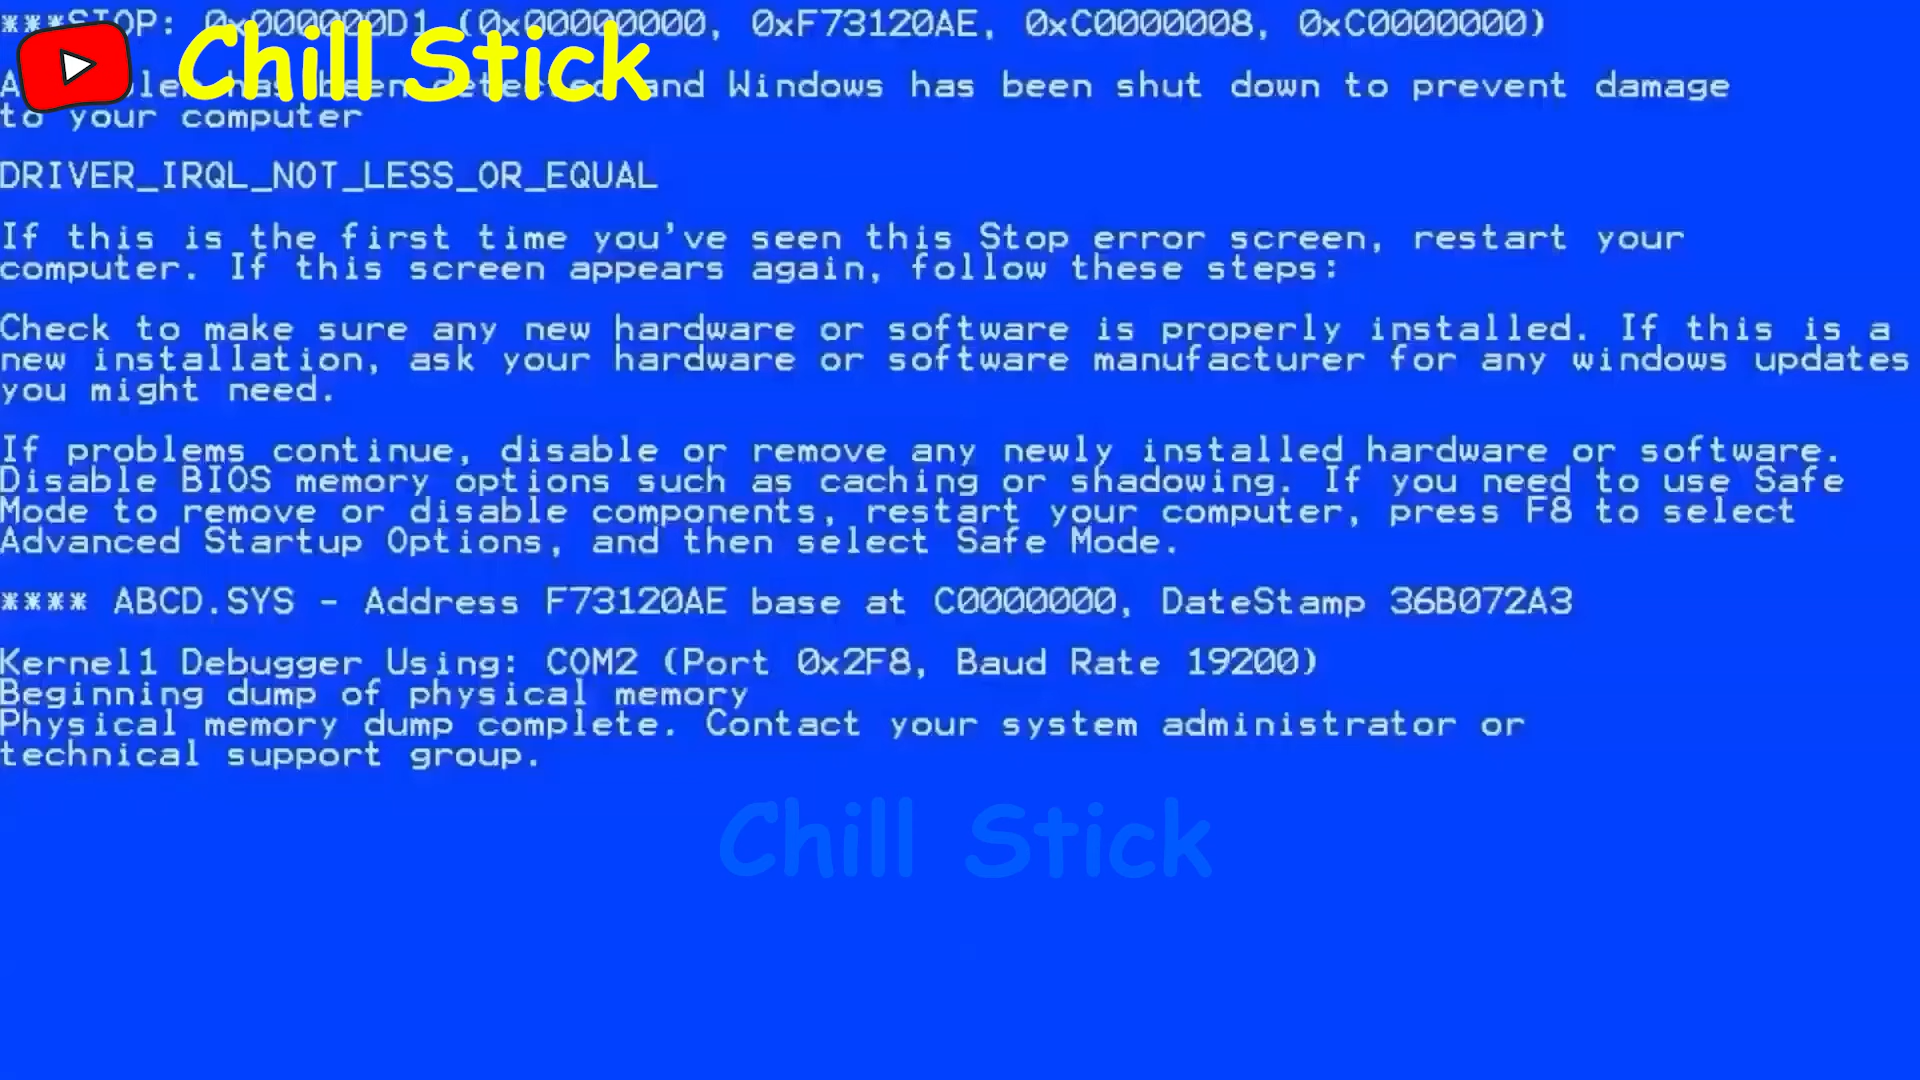 ***STOP: 0x000000D1 (0x00000000, 0xF73120AE, 0xC0000008, 0xC0000000)
Chill Stick
been detected and Windows has been shut down to prevent damage
to your computer
DRIVER_IRQL_NOT_LESS_OR_EQUAL
If this is the first time you've seen this Stop error screen, restart your
computer. If this screen appears again, follow these steps:
Check to make sure any new hardware or software is properly installed. If this is a
new installation, ask your hardware or software manufacturer for any windows updates
you might need.
If problems continue, disable or remove any newly installed hardware or software.
Disable BIOS memory options such as caching or shadowing. If you need to use Safe
Mode to remove or disable components, restart your computer, press F8 to select
Advanced Startup Options, and then select Safe Mode.
**** ABCD.SYS - Address F73120AE base at C0000000, DateStamp 36B072A3
Kernel1 Debugger Using: COM2 (Port 0x2F8, Baud Rate 19200)
Beginning dump of physical memory
Physical memory dump complete. Contact your system administrator or
technical support group.
Chill Stick